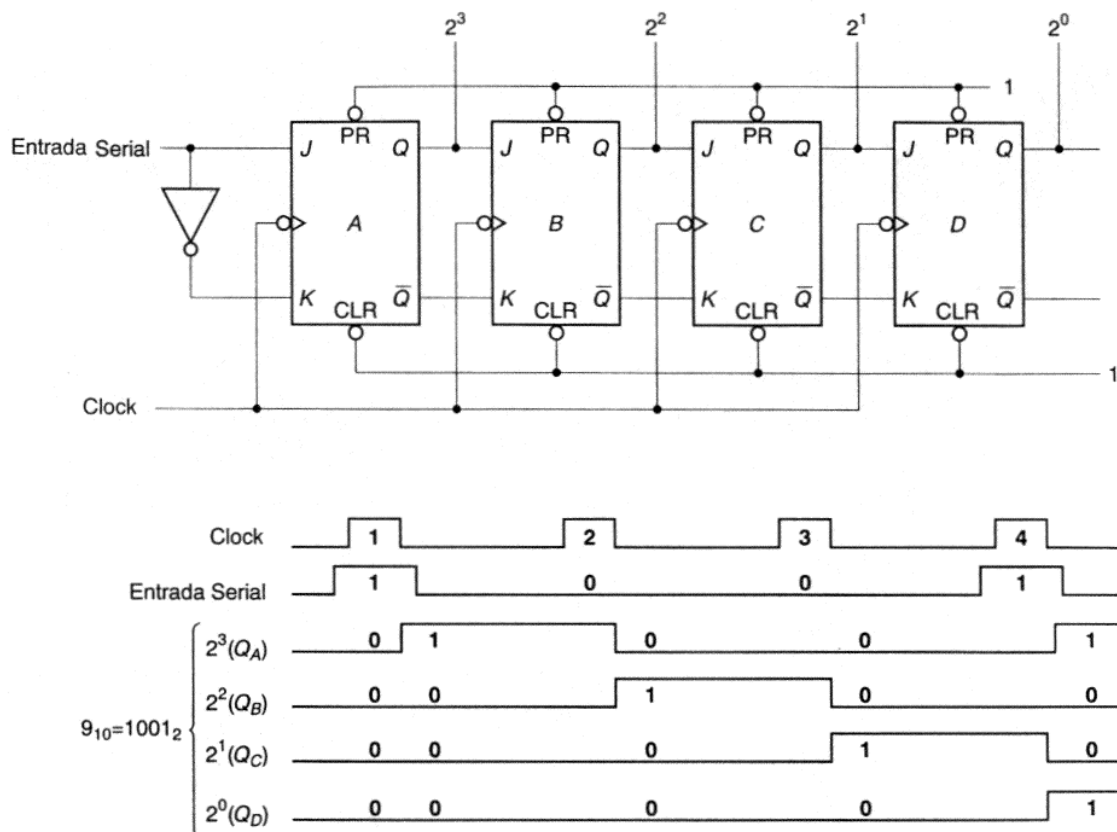 2³ 2² 2¹ 2⁰
1
PR PR PR PR
Entrada Serial J Q J Q J Q J Q
A B C D
K Q̅ K Q̅ K Q̅ K Q̅
CLR CLR CLR CLR
1
Clock
Clock 1 2 3 4
Entrada Serial 1 0 0 1
2³(Q_A) 0 1 0 0 1
2²(Q_B) 0 0 1 0 0
9₁₀=1001₂
2¹(Q_C) 0 0 0 1 0
2⁰(Q_D) 0 0 0 0 1